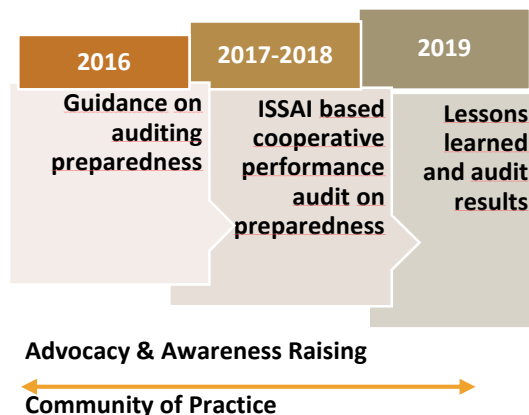 2016
Guidance on
auditing
preparedness
2017-2018
ISSAI based
cooperative
performance
audit on
preparedness
2019
Lessons
learned
and audit
results
Advocacy & Awareness Raising
Community of Practice